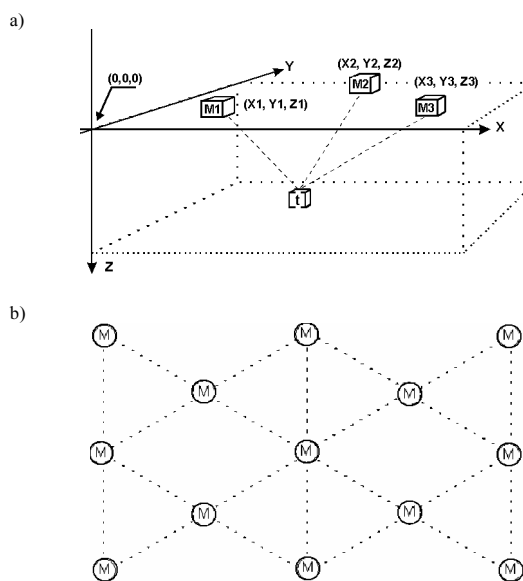 a)
(0,0,0)
Y
(X2, Y2, Z2)
M2
(X3, Y3, Z3)
M1
(X1, Y1, Z1)
M3
X
t
Z
b)
M M M
M M
M M M
M M
M M M